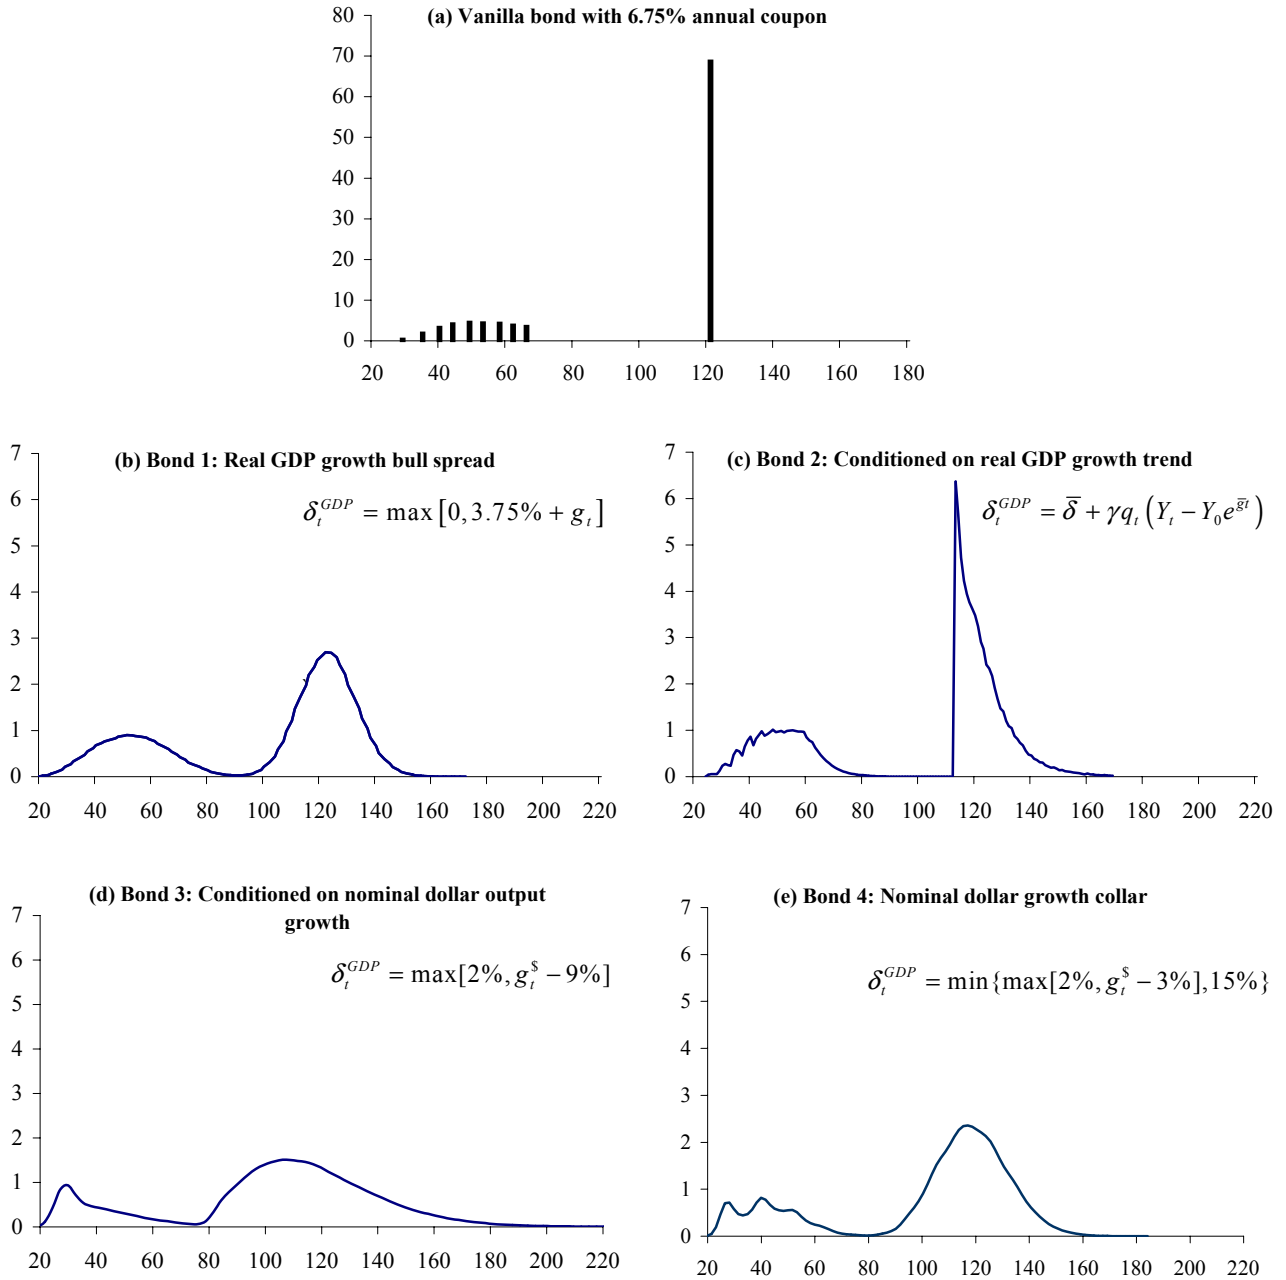 (a) Vanilla bond with 6.75% annual coupon
80
70
60
50
40
30
20
10
0
20 40 60 80 100 120 140 160 180
(b) Bond 1: Real GDP growth bull spread
δ_t^{GDP} = max [0, 3.75% + g_t]
7
6
5
4
3
2
1
0
20 40 60 80 100 120 140 160 180 200 220
(c) Bond 2: Conditioned on real GDP growth trend
δ_t^{GDP} = δ̅ + γq_t (Y_t − Y_0 e^{g̅t})
7
6
5
4
3
2
1
0
20 40 60 80 100 120 140 160 180 200 220
(d) Bond 3: Conditioned on nominal dollar output
growth
δ_t^{GDP} = max[2%, g_t^$ − 9%]
7
6
5
4
3
2
1
0
20 40 60 80 100 120 140 160 180 200 220
(e) Bond 4: Nominal dollar growth collar
δ_t^{GDP} = min{max[2%, g_t^$ − 3%],15%}
7
6
5
4
3
2
1
0
20 40 60 80 100 120 140 160 180 200 220